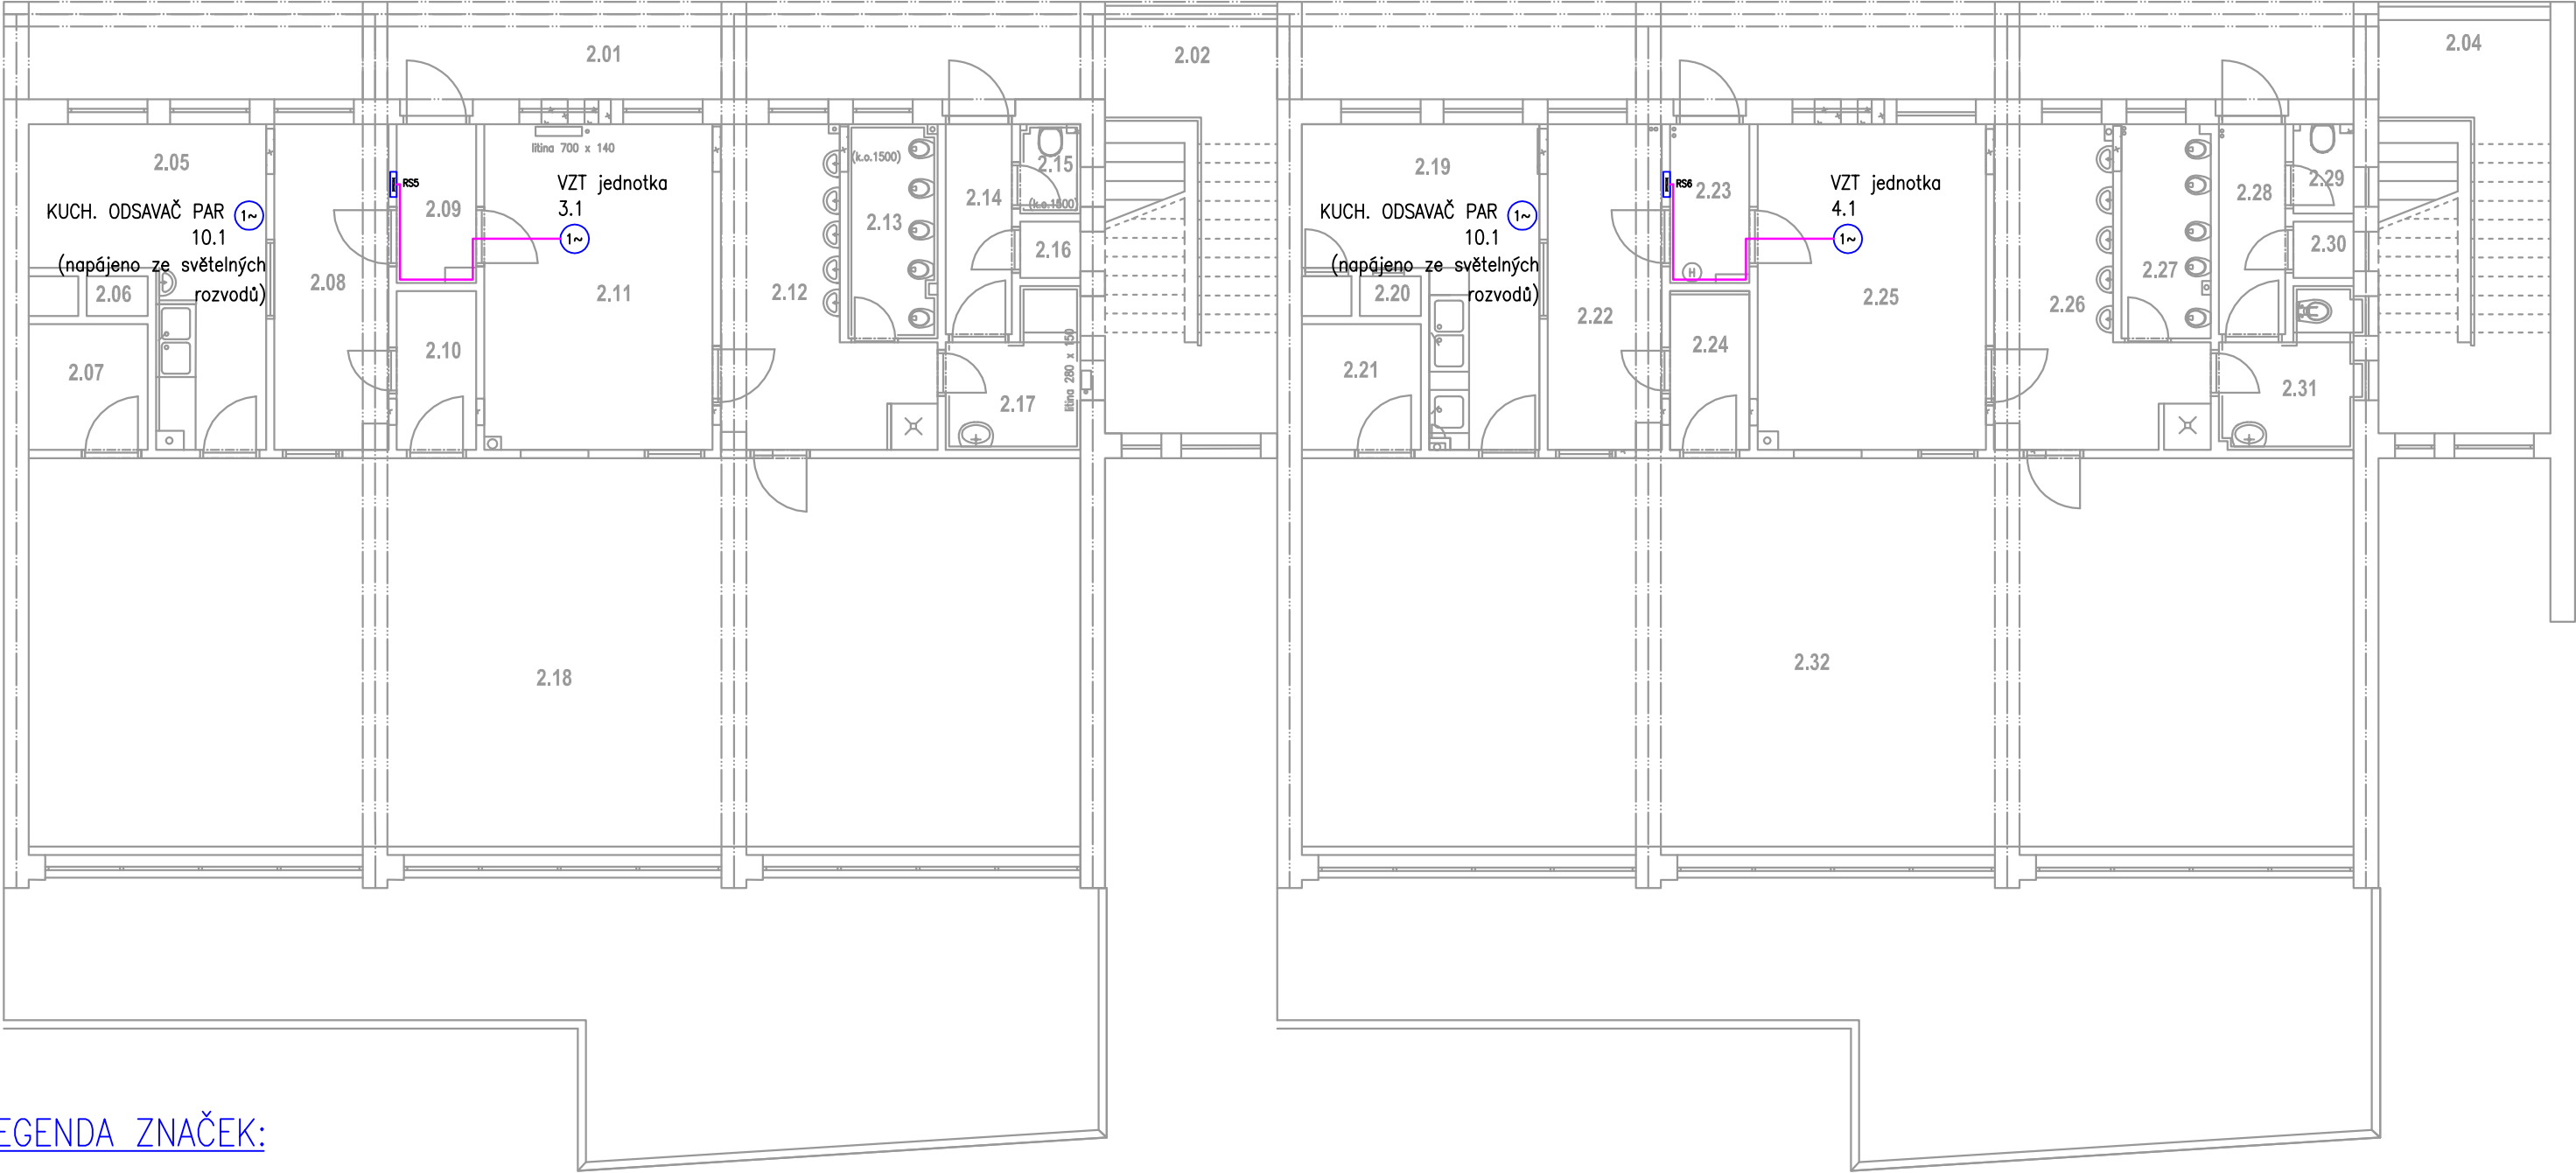 2.01
2.02
2.04
litina 700 x 140
2.05
(k.o.1500)
2.15
2.19
VZT jednotka
3.1
1~
RS5
2.09
KUCH. ODSAVAČ PAR 1~
10.1
(napájeno ze světelných
rozvodů)
2.06
2.07
2.08
2.10
2.11
2.12
2.13
2.14
(k.o.1500)
2.16
litina 280 x 150
2.17
2.18
KUCH. ODSAVAČ PAR 1~
10.1
(napájeno ze světelných
rozvodů)
RS6
2.23
VZT jednotka
4.1
1~
H
2.20
2.21
2.22
2.24
2.25
2.26
2.27
2.28
2.29
2.30
2.31
2.32
EGENDA ZNAČEK: